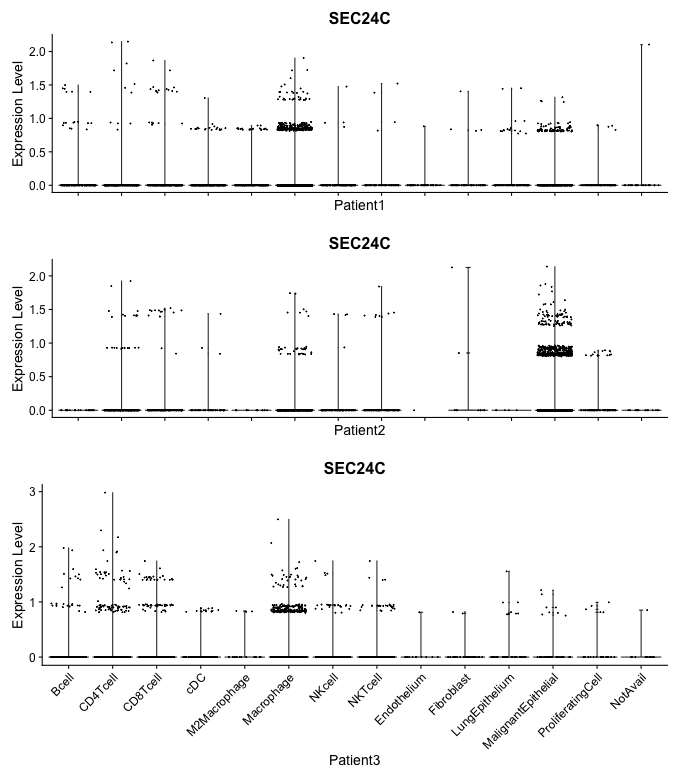 SEC24C
Expression Level
2.0
1.5
1.0
0.5
0.0
Patient1
SEC24C
Expression Level
2.0
1.5
1.0
0.5
0.0
Patient2
SEC24C
Expression Level
3
2
1
0
Bcell
CD4Tcell
CD8Tcell
cDC
M2Macrophage
Macrophage
NKcell
NKTcell
Endothelium
Fibroblast
LungEpithelium
MalignantEpithelial
ProliferatingCell
NotAvail
Patient3